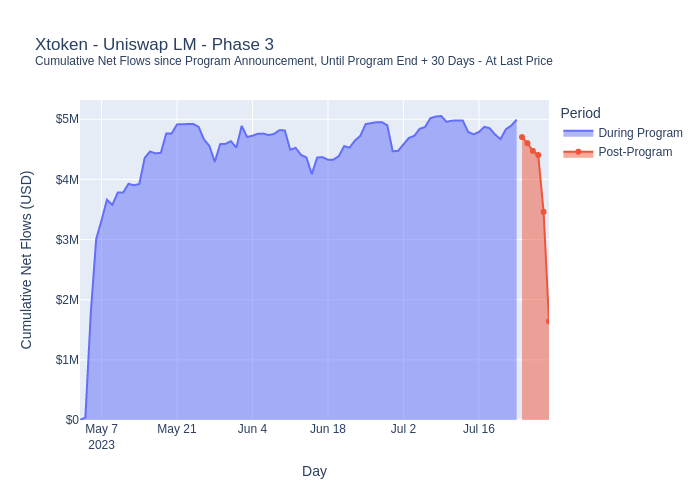 Xtoken - Uniswap LM - Phase 3
Cumulative Net Flows since Program Announcement, Until Program End + 30 Days - At Last Price
Period
During Program
Post-Program
Cumulative Net Flows (USD)
$5M
$4M
$3M
$2M
$1M
$0
May 7
2023
May 21
Jun 4
Jun 18
Jul 2
Jul 16
Day